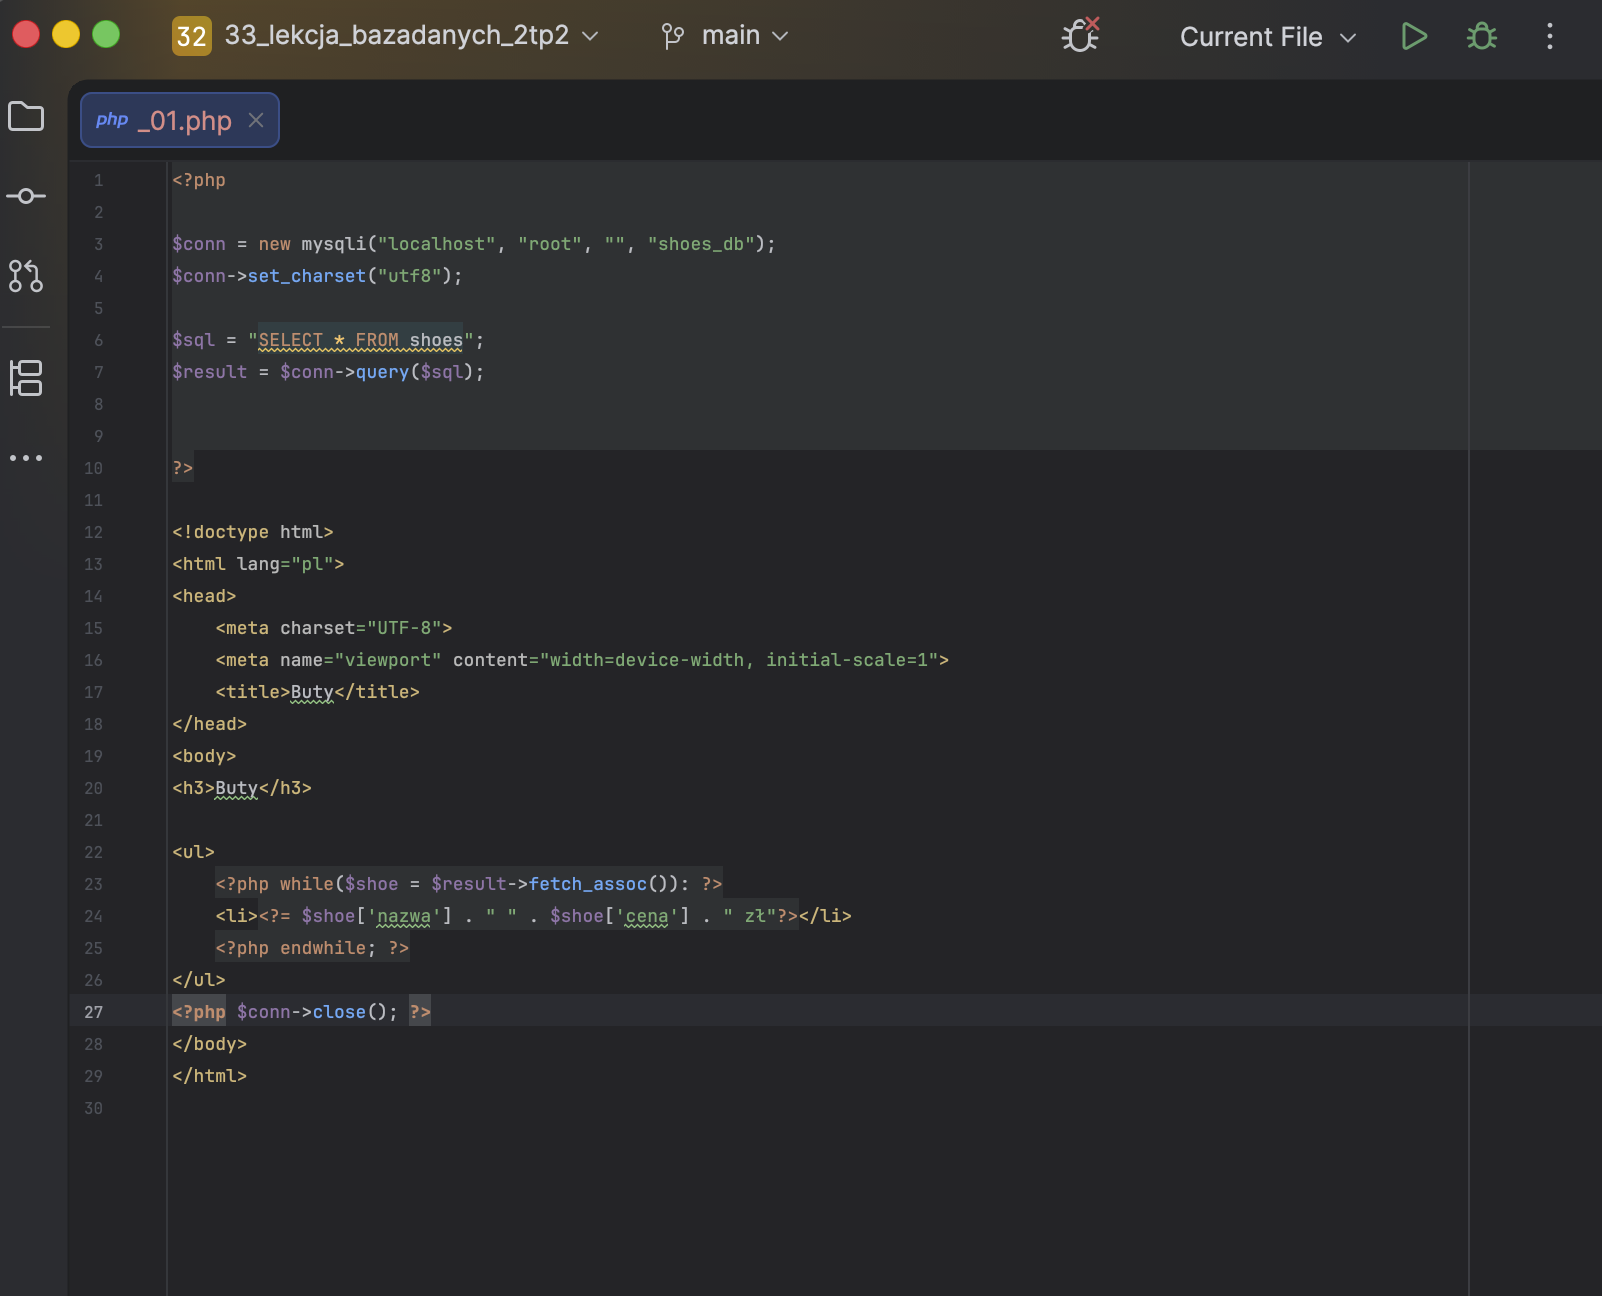 32 33_lekcja_bazadanych_2tp2 main Current File
php _01.php
1 <?php
2
3 $conn = new mysqli("localhost", "root", "", "shoes_db");
4 $conn->set_charset("utf8");
5
6 $sql = "SELECT * FROM shoes";
7 $result = $conn->query($sql);
8
9
10 ?>
11
12 <!doctype html>
13 <html lang="pl">
14 <head>
15     <meta charset="UTF-8">
16     <meta name="viewport" content="width=device-width, initial-scale=1">
17     <title>Buty</title>
18 </head>
19 <body>
20 <h3>Buty</h3>
21
22 <ul>
23     <?php while($shoe = $result->fetch_assoc()): ?>
24     <li><?= $shoe['nazwa'] . " " . $shoe['cena'] . " zł"?></li>
25     <?php endwhile; ?>
26 </ul>
27 <?php $conn->close(); ?>
28 </body>
29 </html>
30